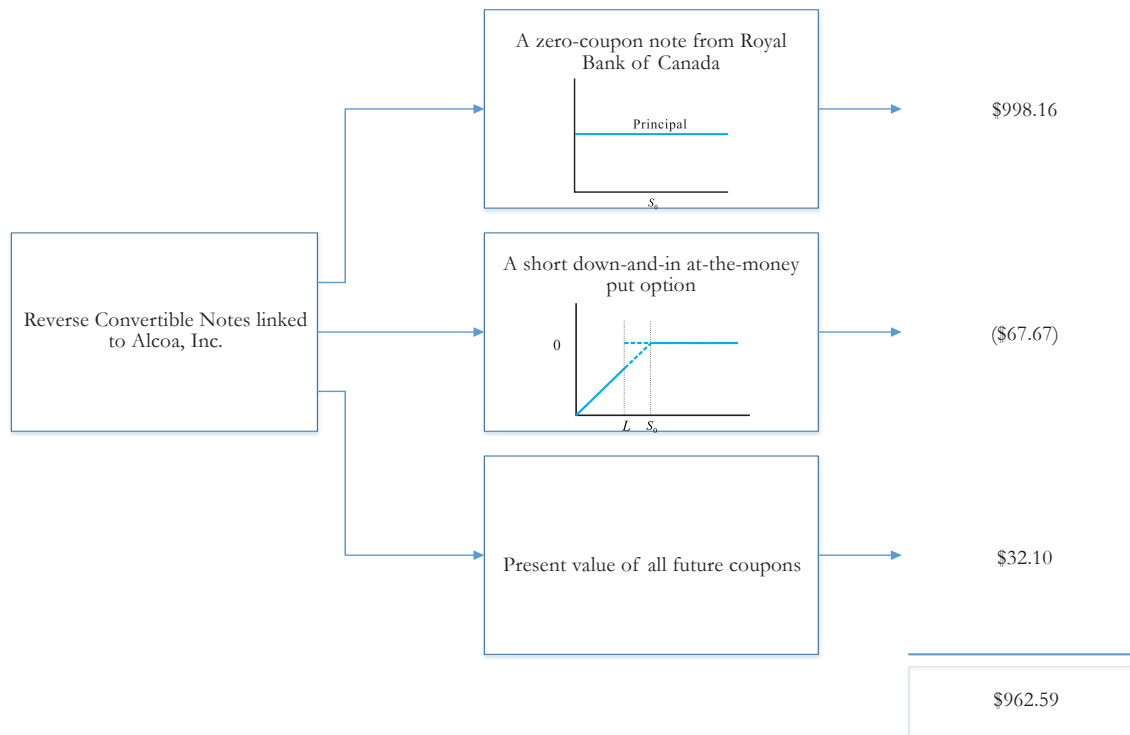 A zero-coupon note from Royal
Bank of Canada
Principal
S₀
$998.16
Reverse Convertible Notes linked
to Alcoa, Inc.
A short down-and-in at-the-money
put option
0
L S₀
($67.67)
Present value of all future coupons
$32.10
$962.59